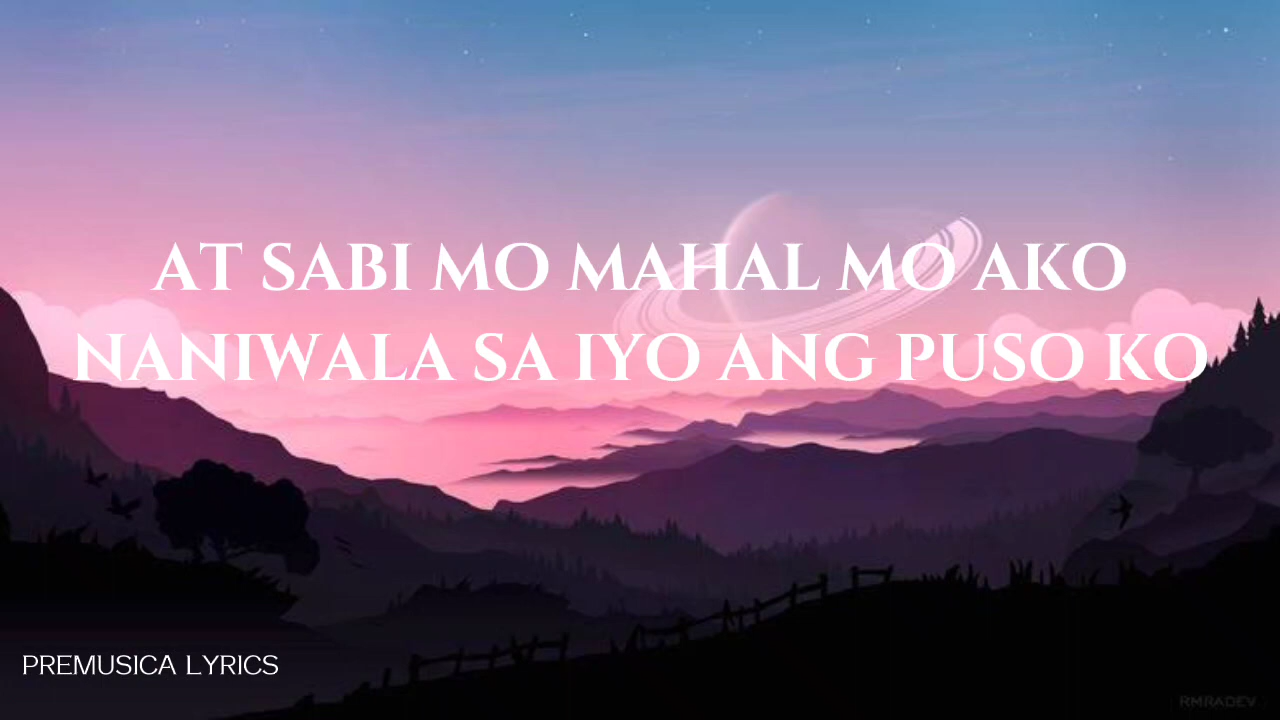 AT SABI MO MAHAL MO AKO
NANIWALA SA IYO ANG PUSO KO
PREMUSICA LYRICS
RMRADEV